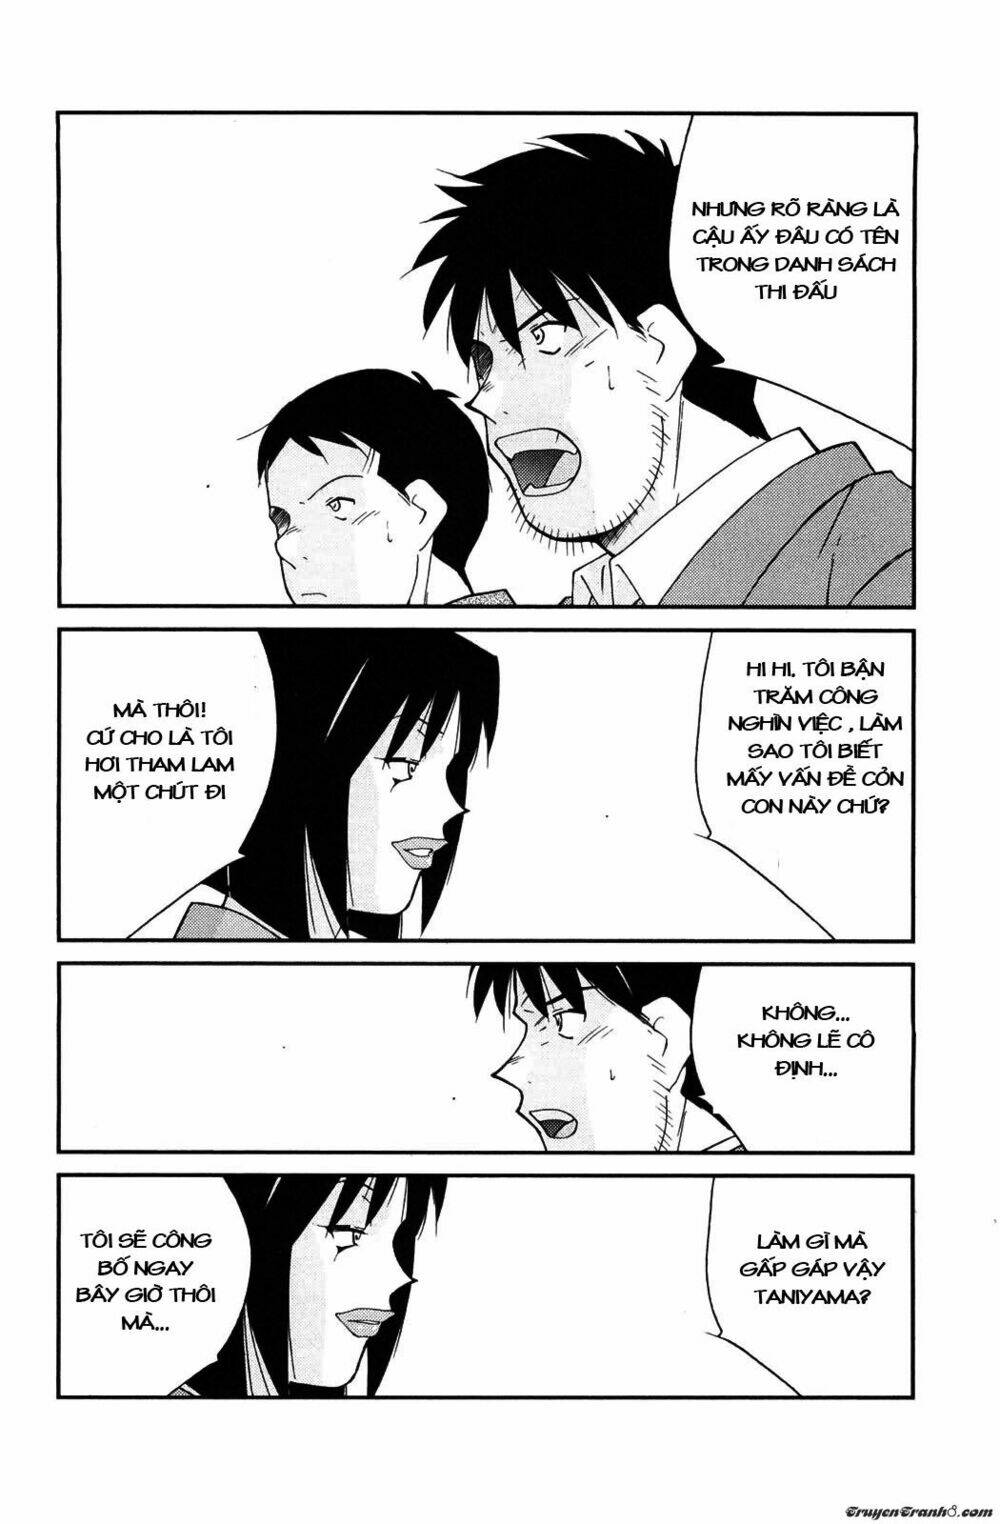 NHƯNG RÕ RÀNG LÀ
CẬU ẤY ĐÂU CÓ TÊN
TRONG DANH SÁCH
THI ĐẤU
HI HI. TÔI BẬN
TRĂM CÔNG
NGHÌN VIỆC , LÀM
SAO TÔI BIẾT
MẤY VẤN ĐỀ CỎN
CON NÀY CHỨ?
MÀ THÔI!
CỨ CHO LÀ TÔI
HƠI THAM LAM
MỘT CHÚT ĐI
KHÔNG...
KHÔNG LẼ CÔ
ĐỊNH...
LÀM GÌ MÀ
GẤP GÁP VẬY
TANIYAMA?
TÔI SẼ CÔNG
BỐ NGAY
BÂY GIỜ THÔI
MÀ...
TruyenTranh8.com